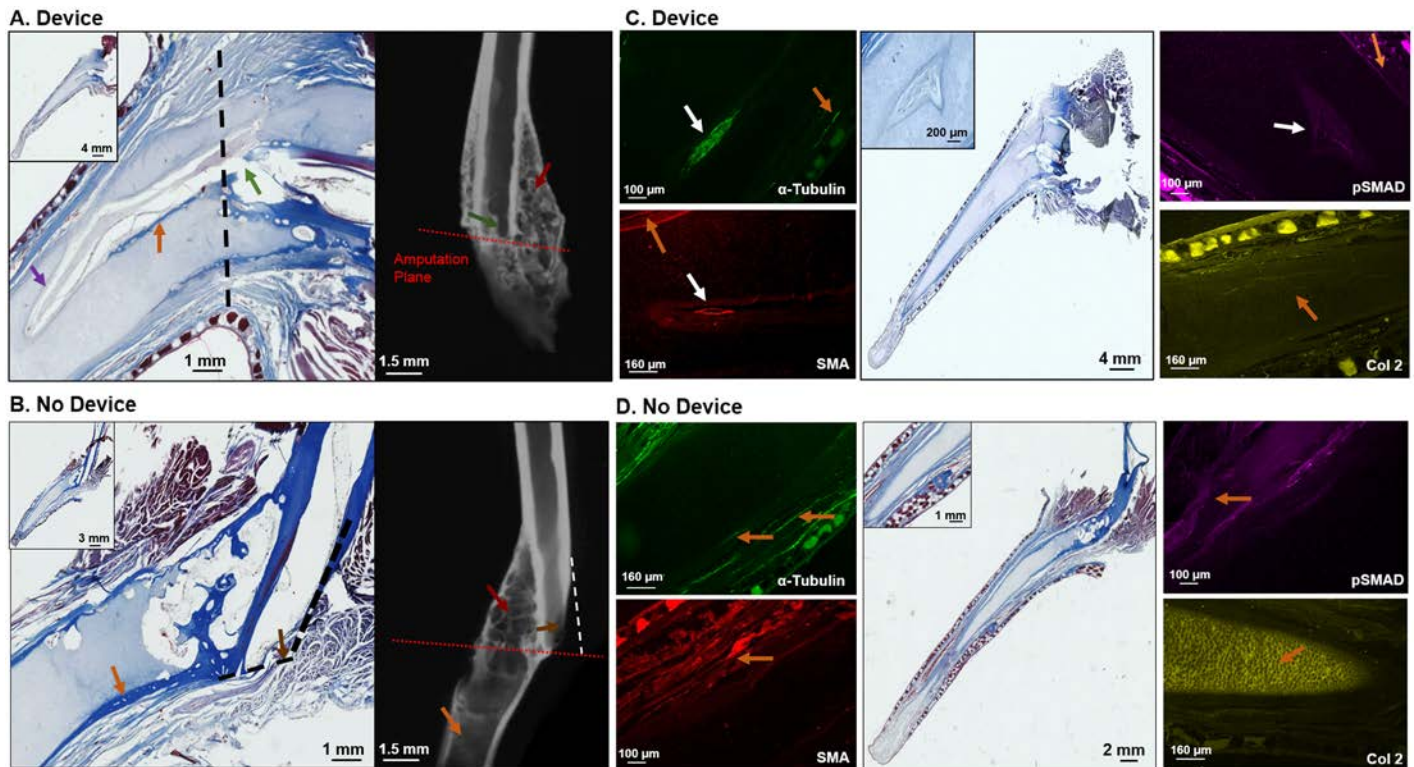 A. Device
4 mm
1 mm
Amputation
Plane
1.5 mm
B. No Device
3 mm
1 mm
1.5 mm
C. Device
100 µm
α-Tubulin
160 µm
SMA
200 µm
4 mm
100 µm
pSMAD
160 µm
Col 2
D. No Device
160 µm
α-Tubulin
100 µm
SMA
1 mm
2 mm
100 µm
pSMAD
160 µm
Col 2